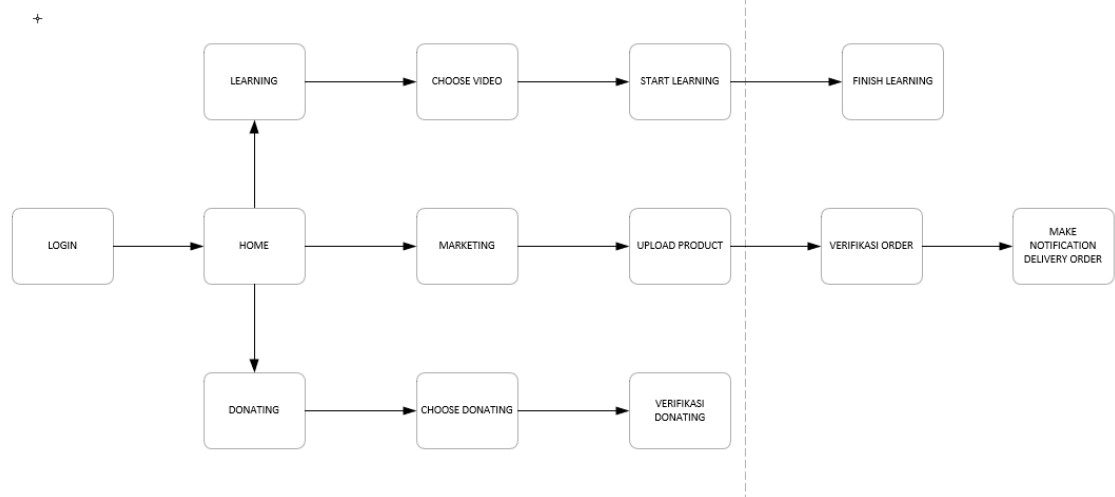 LEARNING
CHOOSE VIDEO
START LEARNING
FINISH LEARNING
LOGIN
HOME
MARKETING
UPLOAD PRODUCT
VERIFIKASI ORDER
MAKE
NOTIFICATION
DELIVERY ORDER
DONATING
CHOOSE DONATING
VERIFIKASI
DONATING